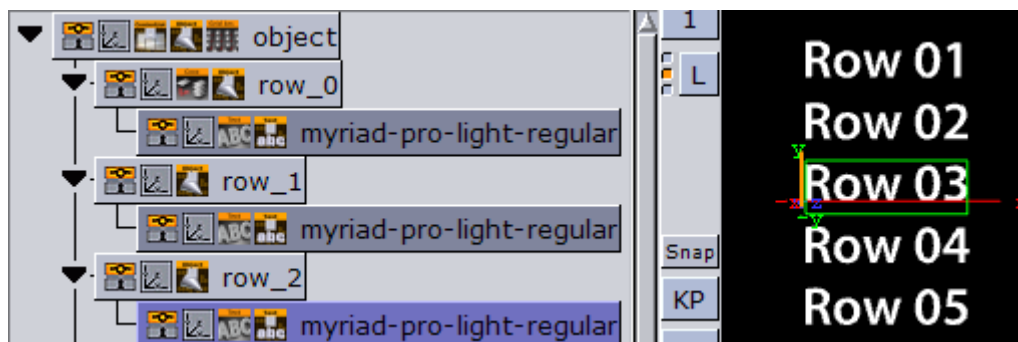 object
row_0
myriad-pro-light-regular
row_1
myriad-pro-light-regular
row_2
myriad-pro-light-regular
1
L
Snap
KP
Row 01
Row 02
Row 03
Row 04
Row 05